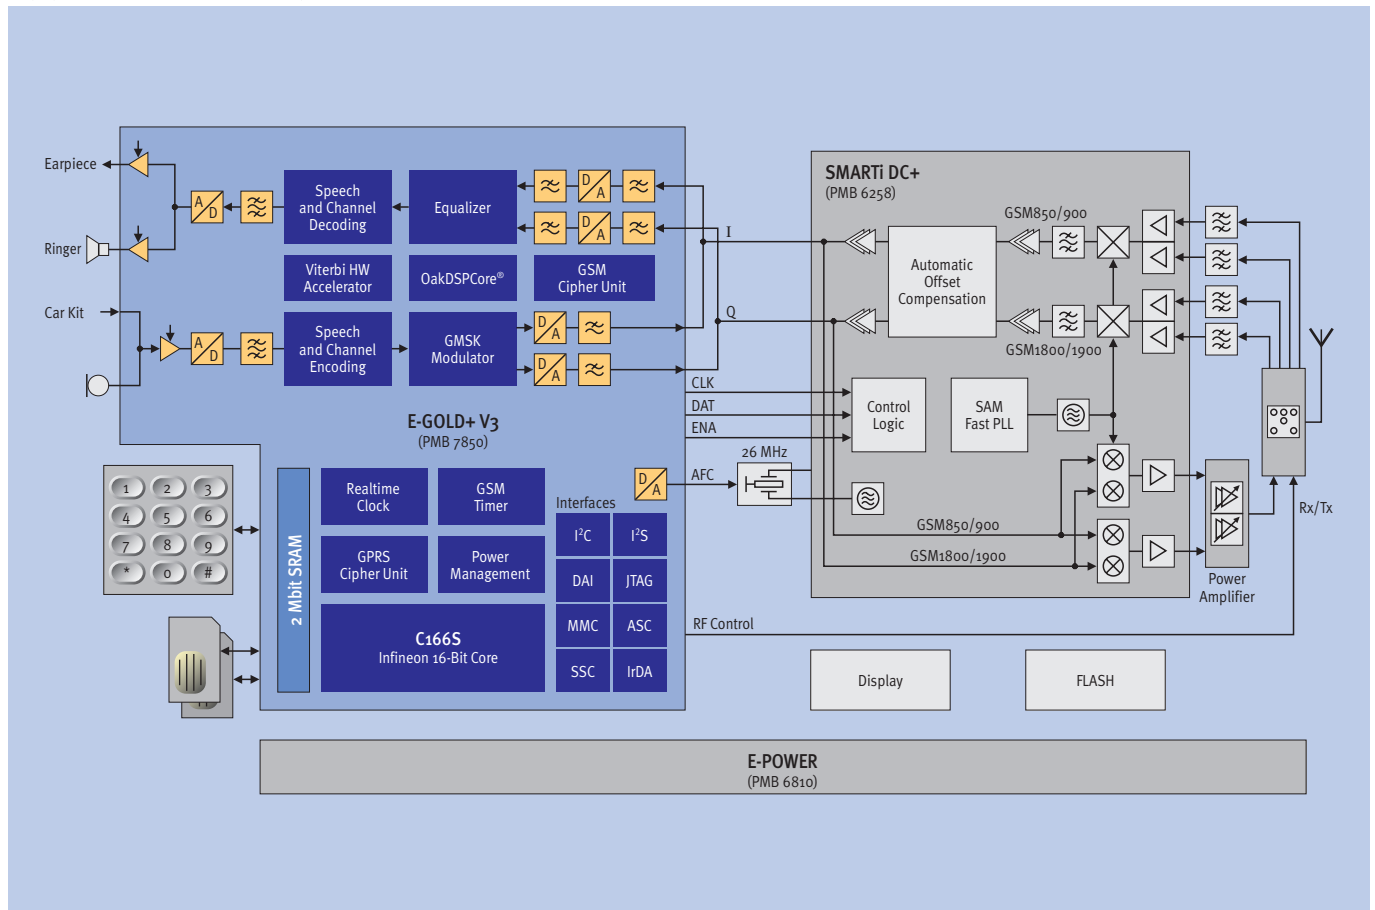 Earpiece
Ringer
Car Kit
A
D
Speech
and Channel
Decoding
Equalizer
D
A
D
A
Viterbi HW
Accelerator
OakDSPCore®
GSM
Cipher Unit
A
D
Speech
and Channel
Encoding
GMSK
Modulator
D
A
D
A
E-GOLD+ V3
(PMB 7850)
I
Q
CLK
DAT
ENA
AFC
26 MHz
D
A
1
2
3
4
5
6
7
8
9
*
0
#
2 Mbit SRAM
Realtime
Clock
GSM
Timer
GPRS
Cipher Unit
Power
Management
C166S
Infineon 16-Bit Core
Interfaces
I²C
I²S
DAI
JTAG
MMC
ASC
SSC
IrDA
SMARTi DC+
(PMB 6258)
GSM850/900
Automatic
Offset
Compensation
GSM1800/1900
Control
Logic
SAM
Fast PLL
GSM850/900
GSM1800/1900
Rx/Tx
Power
Amplifier
RF Control
Display
FLASH
E-POWER
(PMB 6810)